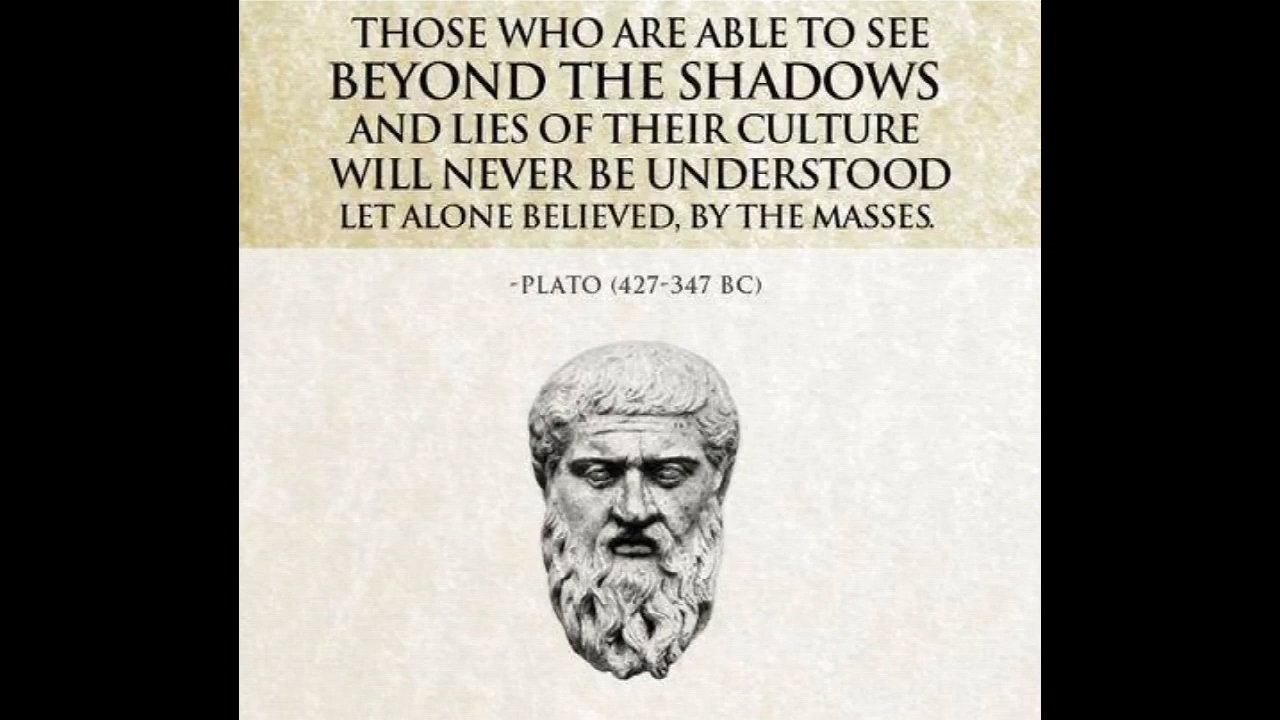 THOSE WHO ARE ABLE TO SEE
BEYOND THE SHADOWS
AND LIES OF THEIR CULTURE
WILL NEVER BE UNDERSTOOD
LET ALONE BELIEVED, BY THE MASSES.
-PLATO (427-347 BC)